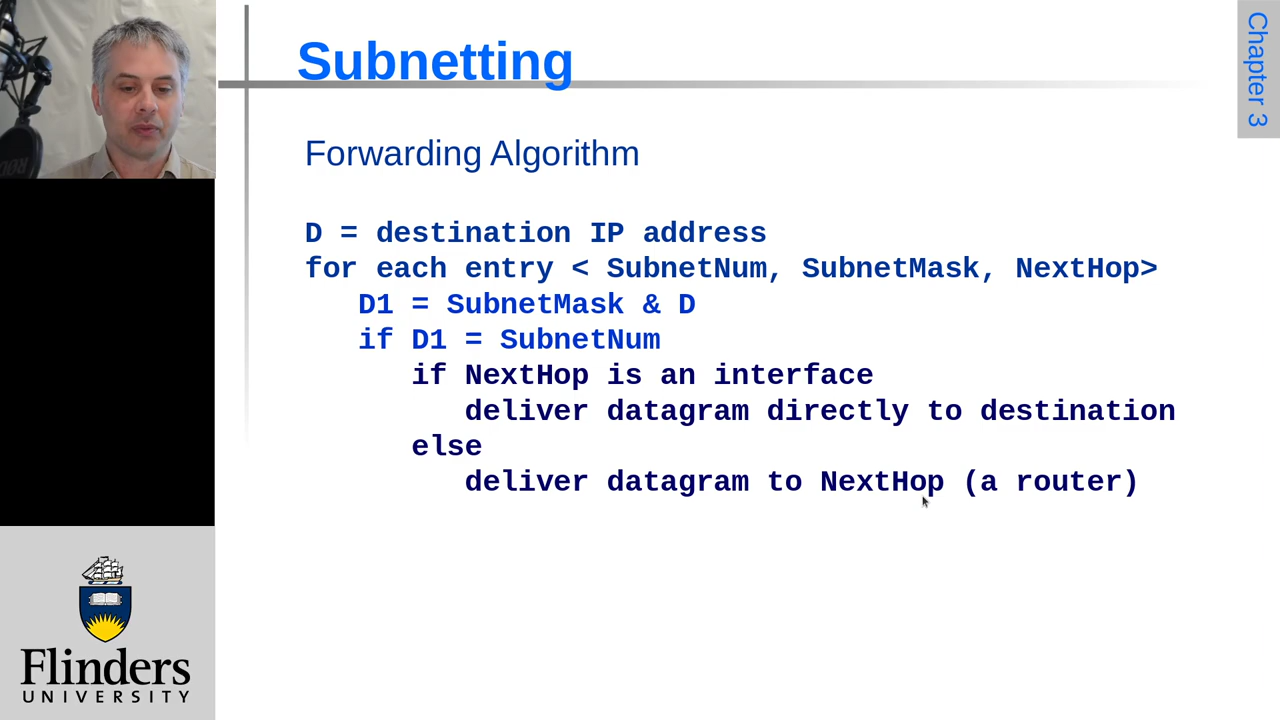 Subnetting
Chapter 3
Forwarding Algorithm
D = destination IP address
for each entry < SubnetNum, SubnetMask, NextHop>
D1 = SubnetMask & D
if D1 = SubnetNum
if NextHop is an interface
deliver datagram directly to destination
else
deliver datagram to NextHop (a router)
Flinders
UNIVERSITY